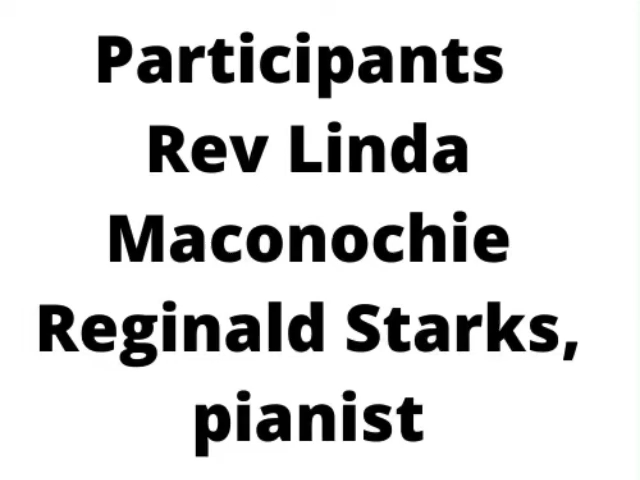 Participants
Rev Linda
Maconochie
Reginald Starks,
pianist